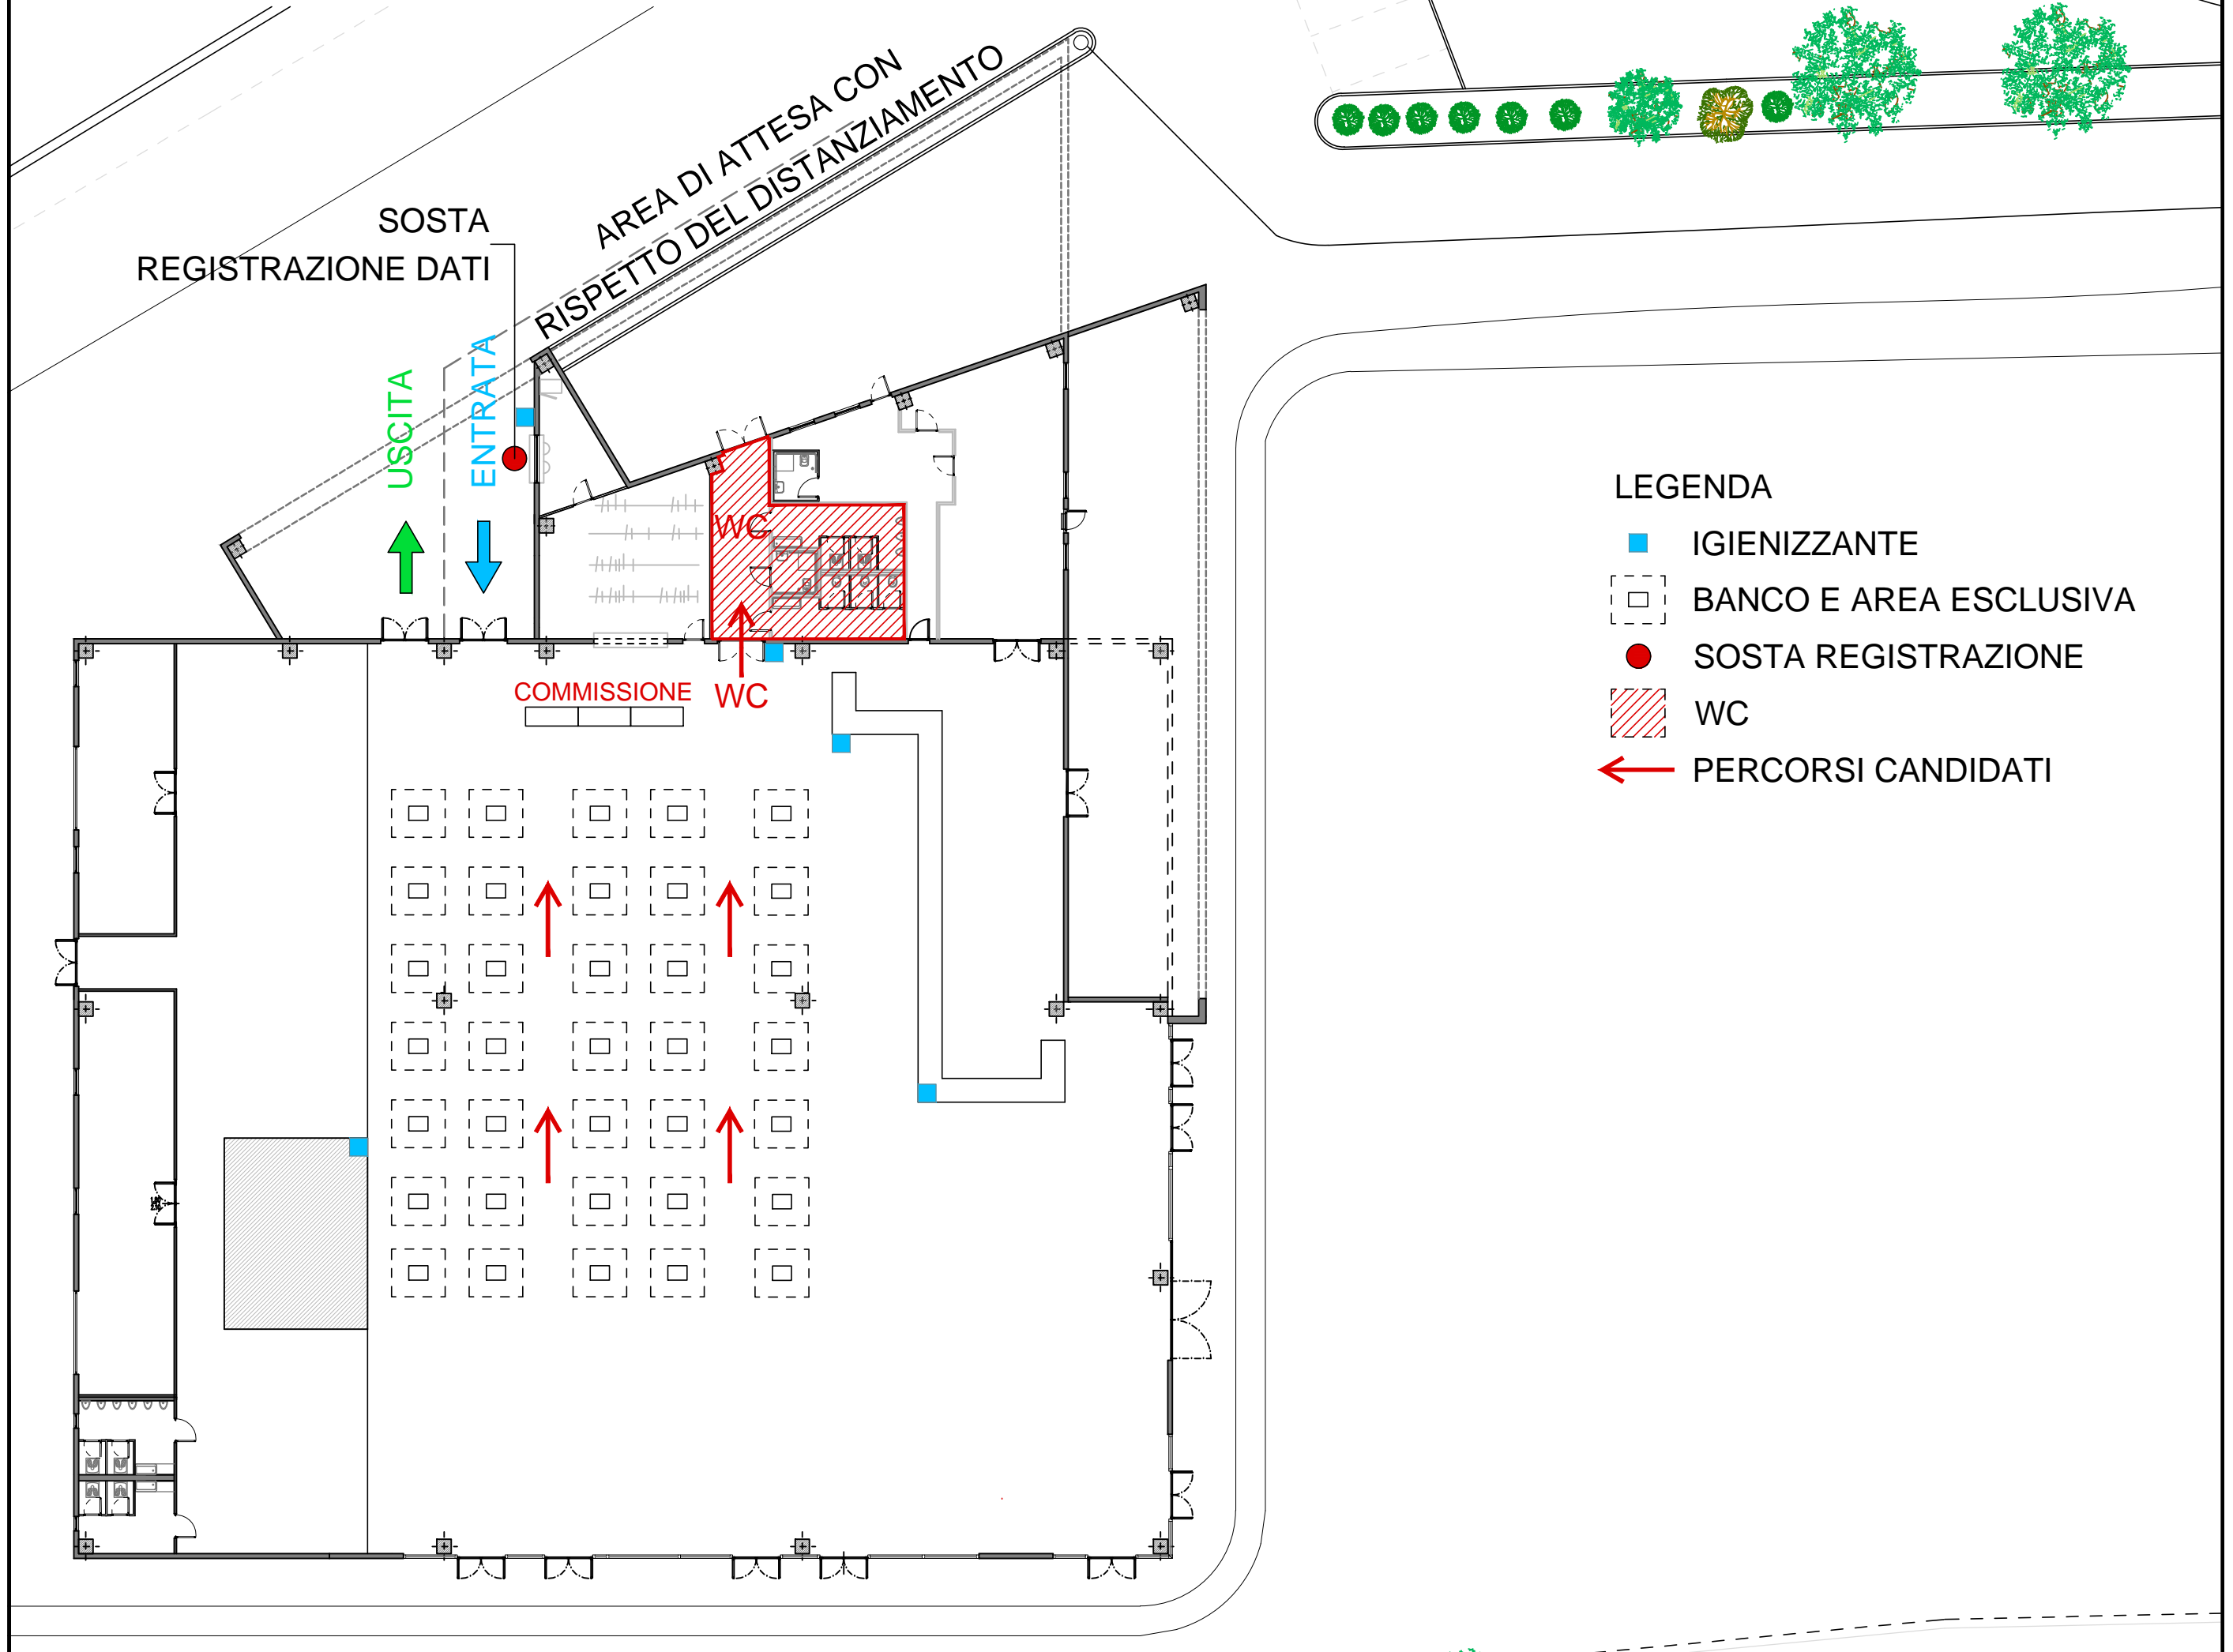 AREA DI ATTESA CON
RISPETTO DEL DISTANZIAMENTO
SOSTA
REGISTRAZIONE DATI
USCITA
ENTRATA
WC
COMMISSIONE
WC
LEGENDA
IGIENIZZANTE
BANCO E AREA ESCLUSIVA
SOSTA REGISTRAZIONE
WC
PERCORSI CANDIDATI